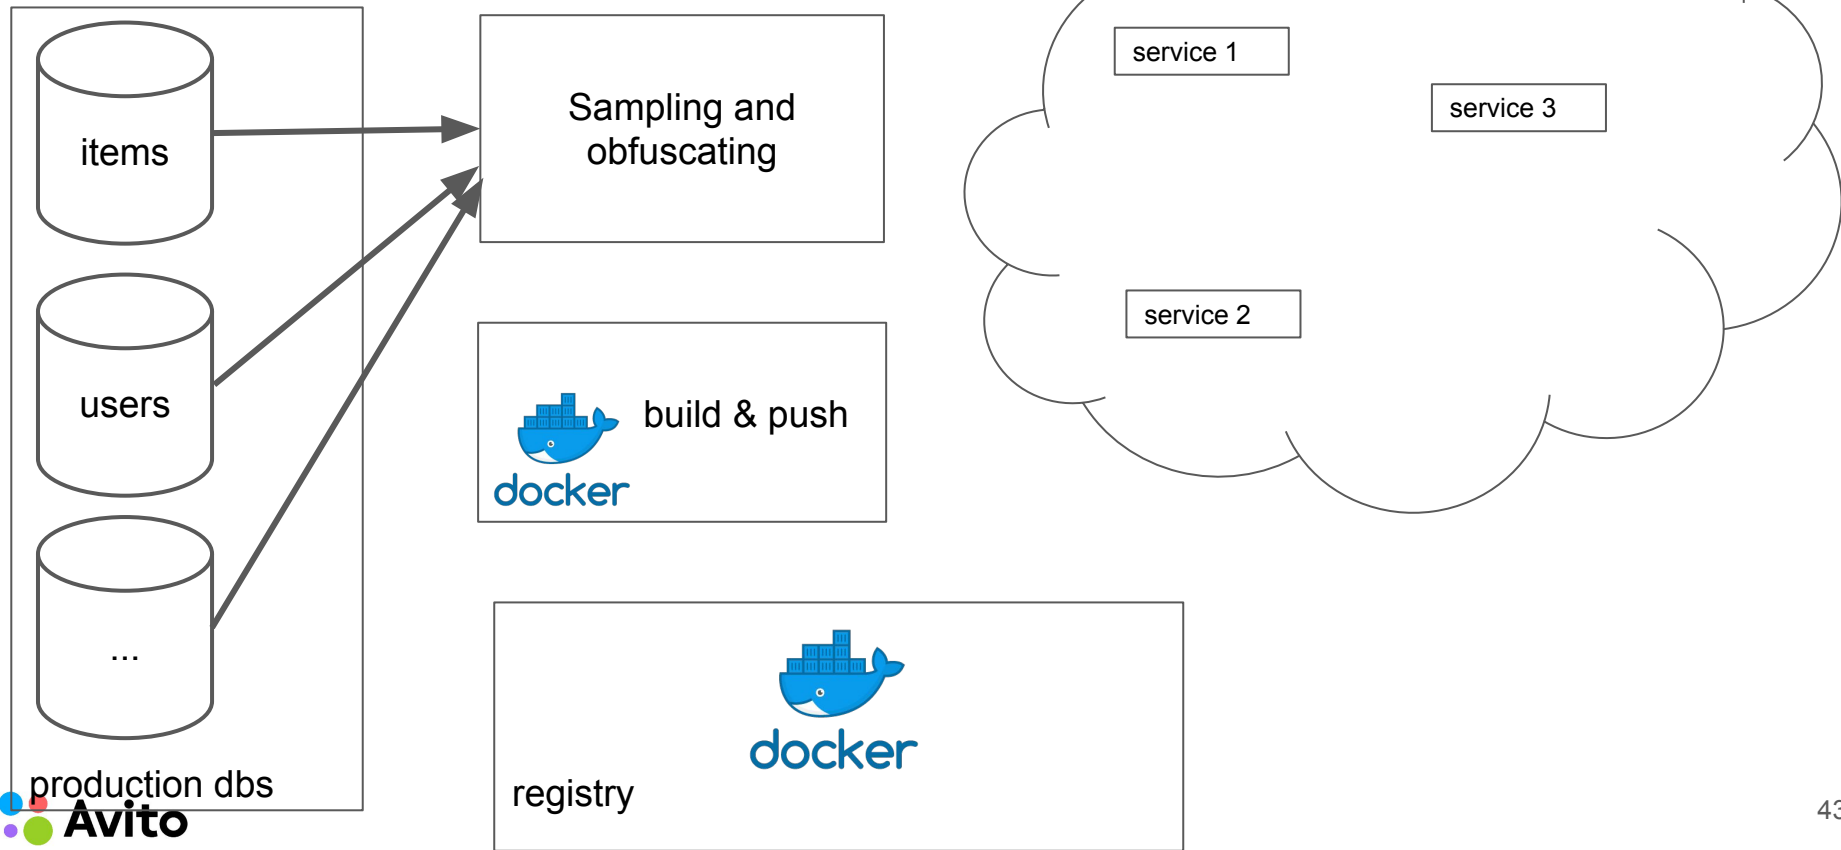 items
users
...
production dbs
Avito
Sampling and
obfuscating
docker
build & push
docker
registry
service 1
service 3
service 2
43